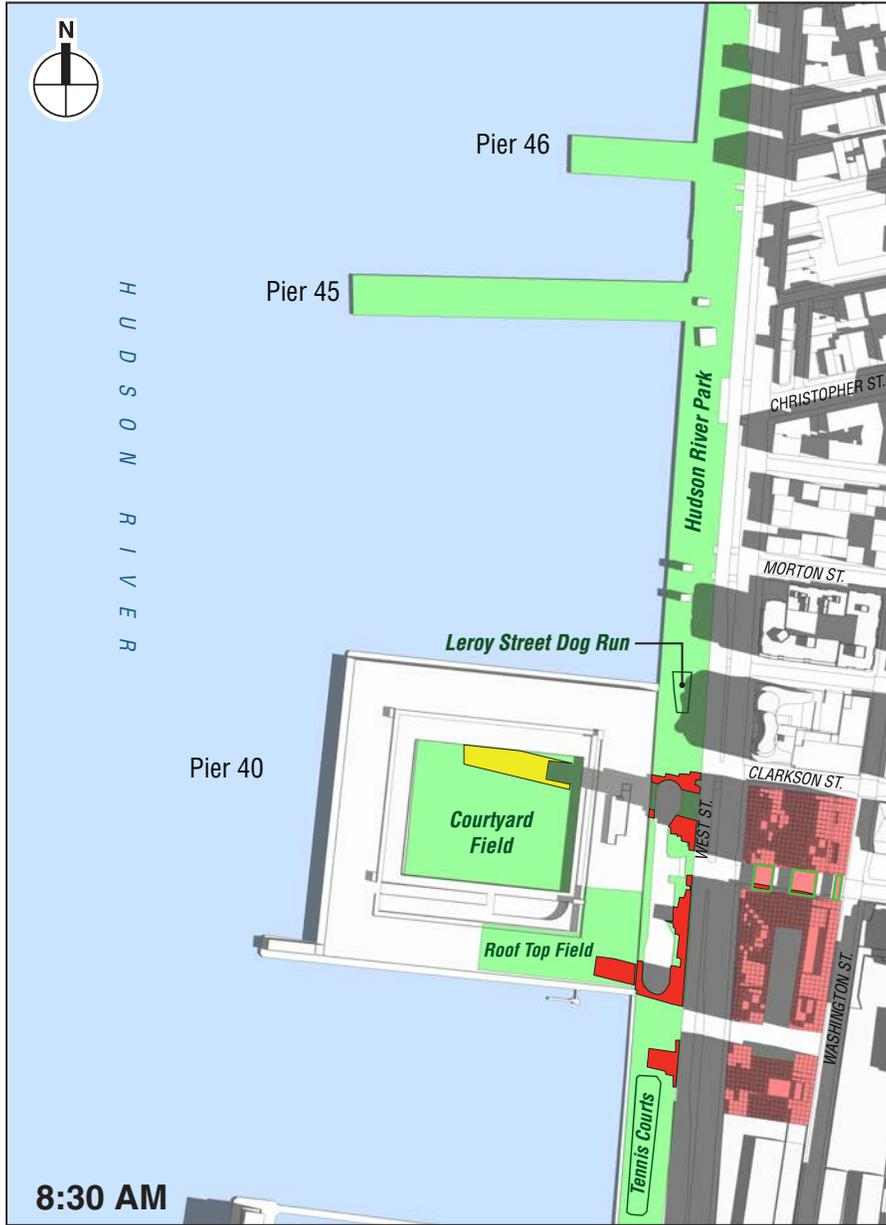 N
Pier 46
Pier 45
HUDSON RIVER
CHRISTOPHER ST.
Hudson River Park
MORTON ST.
Leroy Street Dog Run
Pier 40
CLARKSON ST.
Courtyard
Field
WEST ST.
Roof Top Field
WASHINGTON ST.
Tennis Courts
8:30 AM